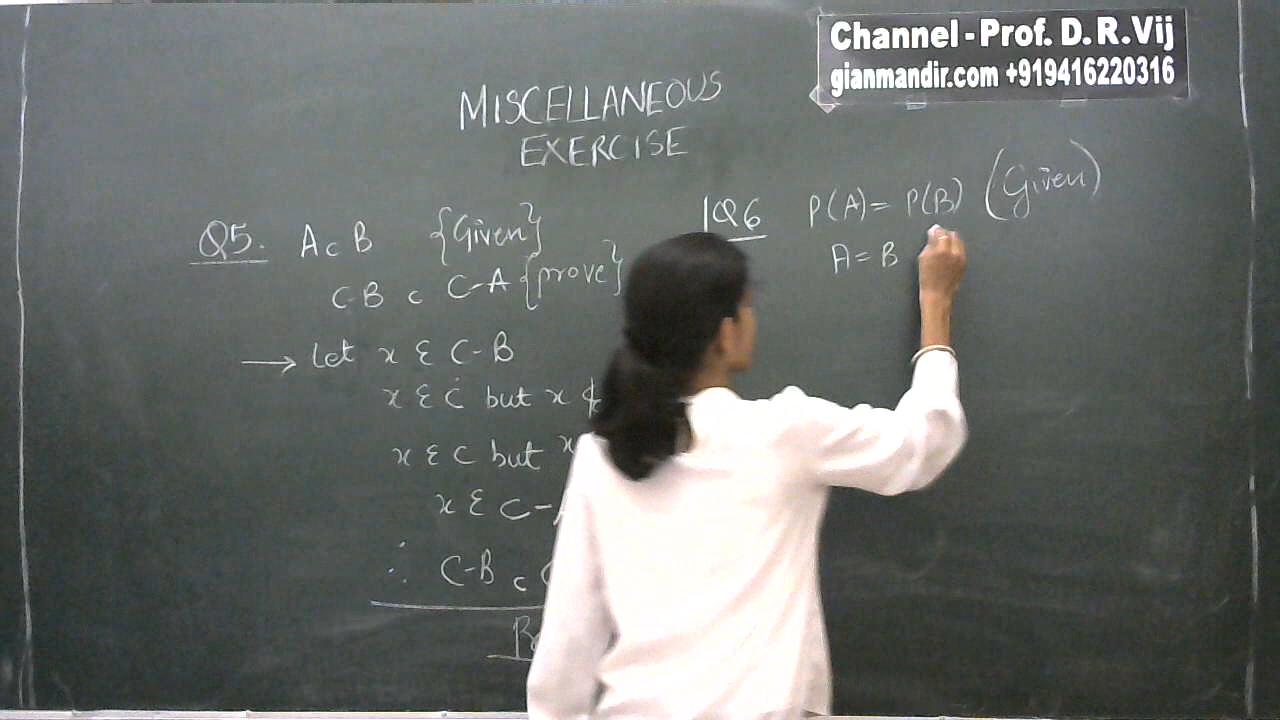 Channel - Prof. D. R. Vij
gianmandir.com +919416220316
MISCELLANEOUS
EXERCISE
Q5. A ⊂ B {Given}
C-B ⊂ C-A {prove}
→ Let x ∈ C-B
x ∈ C but x ∉
x ∈ C but x
x ∈ C-
∴ C-B ⊂
Q6 P(A) = P(B) (Given)
A = B